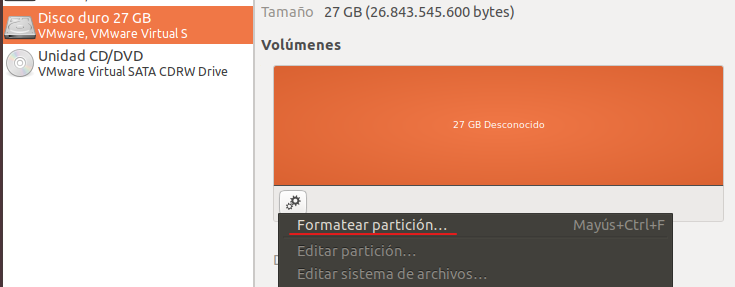 Disco duro 27 GB
VMware, VMware Virtual S
Unidad CD/DVD
VMware Virtual SATA CDRW Drive
Tamaño 27 GB (26.843.545.600 bytes)
Volúmenes
27 GB Desconocido
Formatear partición... Mayús+Ctrl+F
Editar partición...
Editar sistema de archivos...